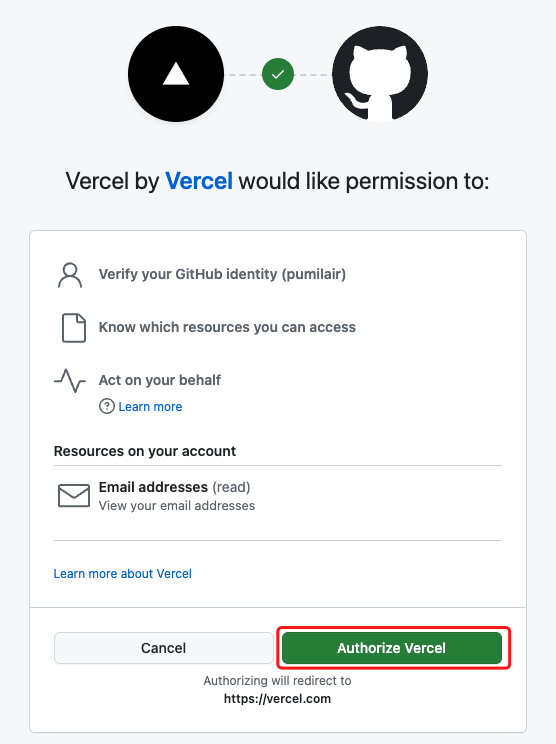 Vercel by Vercel would like permission to:
Verify your GitHub identity (pumilair)
Know which resources you can access
Act on your behalf
Learn more
Resources on your account
Email addresses (read)
View your email addresses
Learn more about Vercel
Cancel
Authorize Vercel
Authorizing will redirect to
https://vercel.com